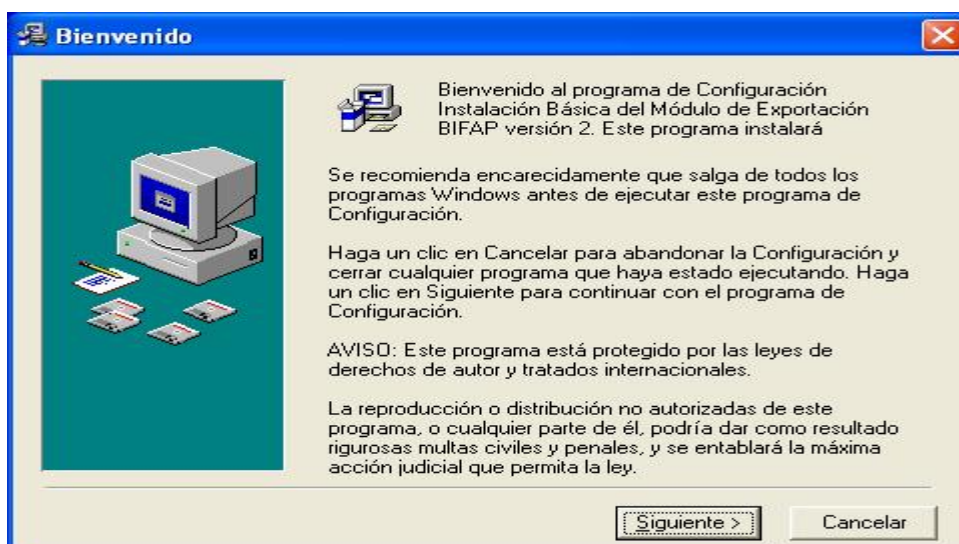 Bienvenido
Bienvenido al programa de Configuración
Instalación Básica del Módulo de Exportación
BIFAP versión 2. Este programa instalará
Se recomienda encarecidamente que salga de todos los
programas Windows antes de ejecutar este programa de
Configuración.
Haga un clic en Cancelar para abandonar la Configuración y
cerrar cualquier programa que haya estado ejecutando. Haga
un clic en Siguiente para continuar con el programa de
Configuración.
AVISO: Este programa está protegido por las leyes de
derechos de autor y tratados internacionales.
La reproducción o distribución no autorizadas de este
programa, o cualquier parte de él, podría dar como resultado
rigurosas multas civiles y penales, y se entablará la máxima
acción judicial que permita la ley.
Siguiente >
Cancelar